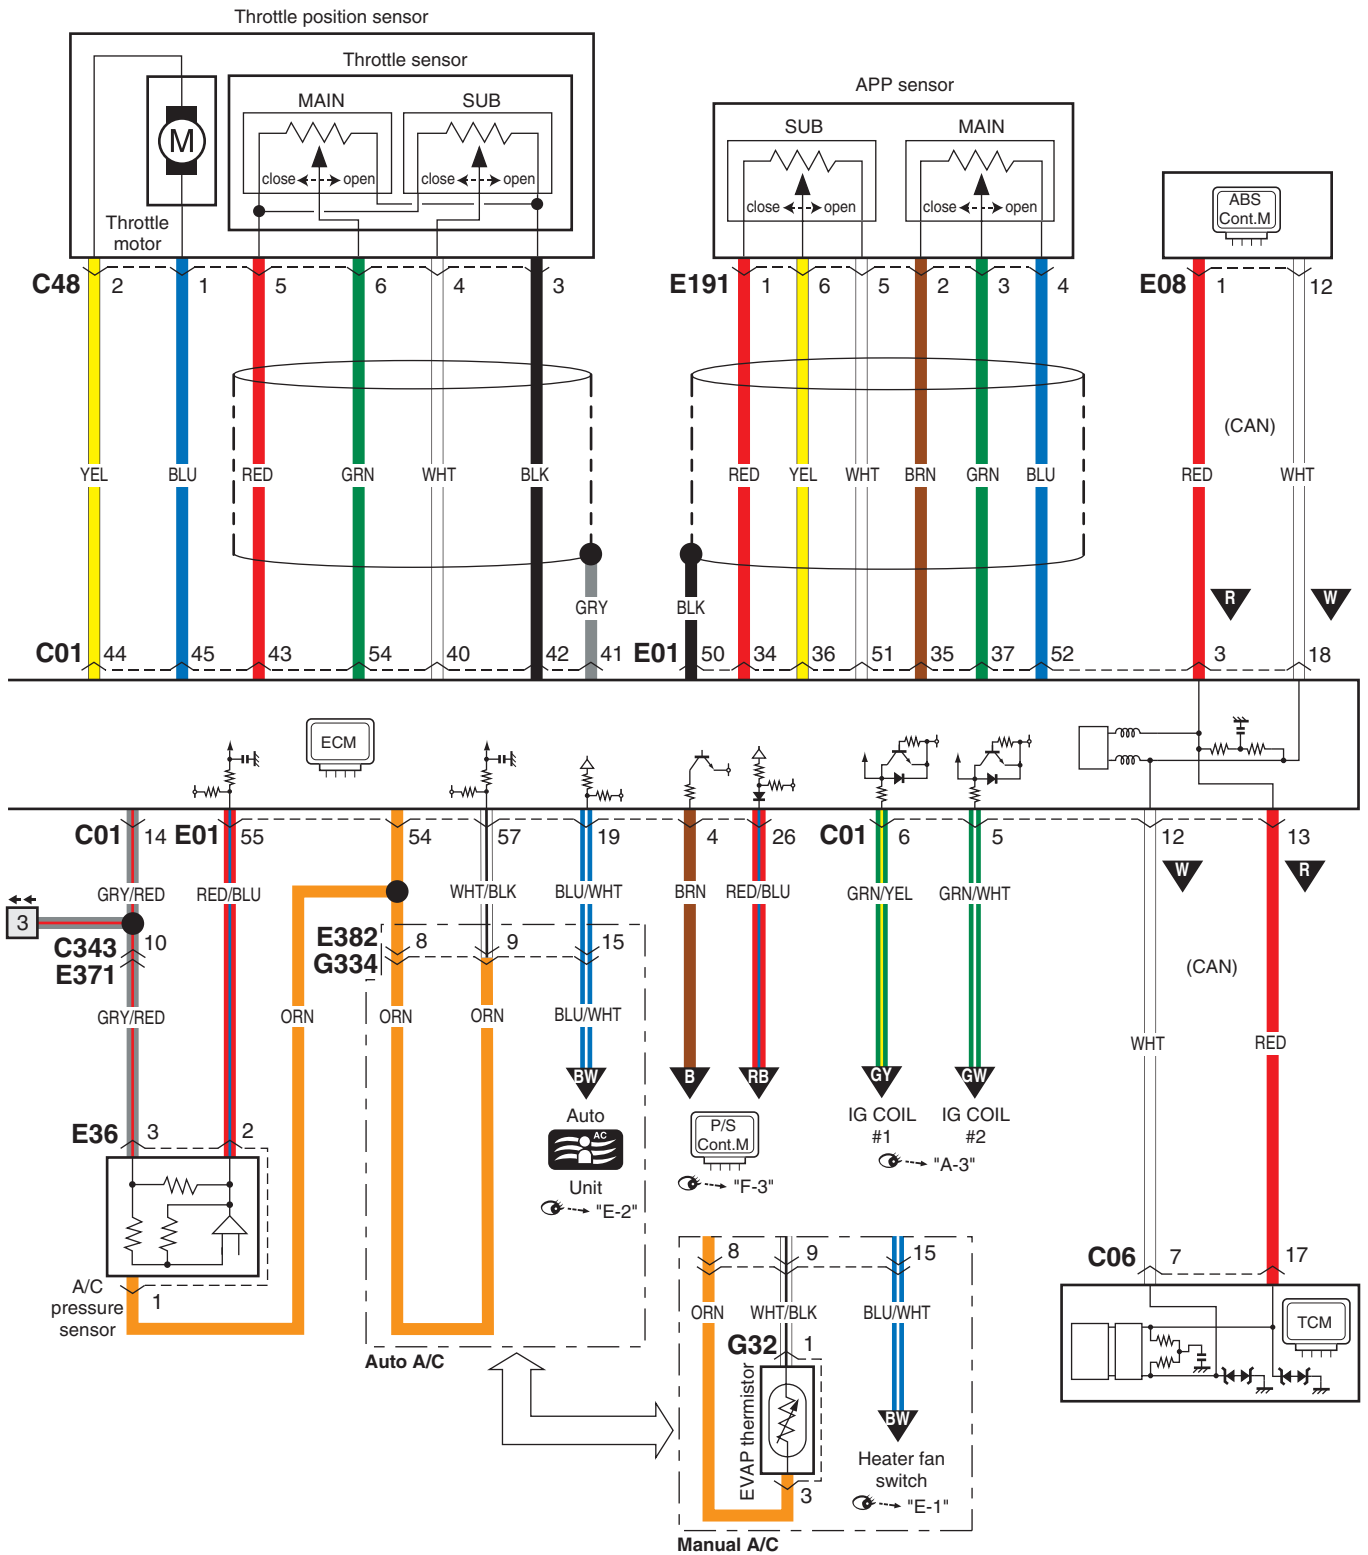 Throttle position sensor
Throttle sensor
MAIN SUB
M
close open close open
Throttle
motor
APP sensor
SUB MAIN
close open close open
ABS
Cont.M
C48 2 1 5 6 4 3
E191 1 6 5 2 3 4
E08 1 12
(CAN)
YEL BLU RED GRN WHT BLK
RED YEL WHT BRN GRN BLU
RED WHT
GRY BLK
R W
C01 44 45 43 54 40 42 41
E01 50 34 36 51 35 37 52 3 18
ECM
C01 14 E01 55 54 57 19 4 26 C01 6 5 12 13
W R
GRY/RED RED/BLU WHT/BLK BLU/WHT BRN RED/BLU GRN/YEL GRN/WHT
3
C343 10
E371
E382 8 9 15
G334
(CAN)
GRY/RED ORN ORN ORN BLU/WHT
WHT RED
BW B RB GY GW
Auto
AC
Unit
"E-2"
P/S
Cont.M
"F-3"
IG COIL
#1
IG COIL
#2
"A-3"
E36 3 2
A/C
pressure
sensor
1
Auto A/C
8 9 15
ORN WHT/BLK BLU/WHT
G32 1
EVAP thermistor
3
BW
Heater fan
switch
"E-1"
Manual A/C
C06 7 17
TCM